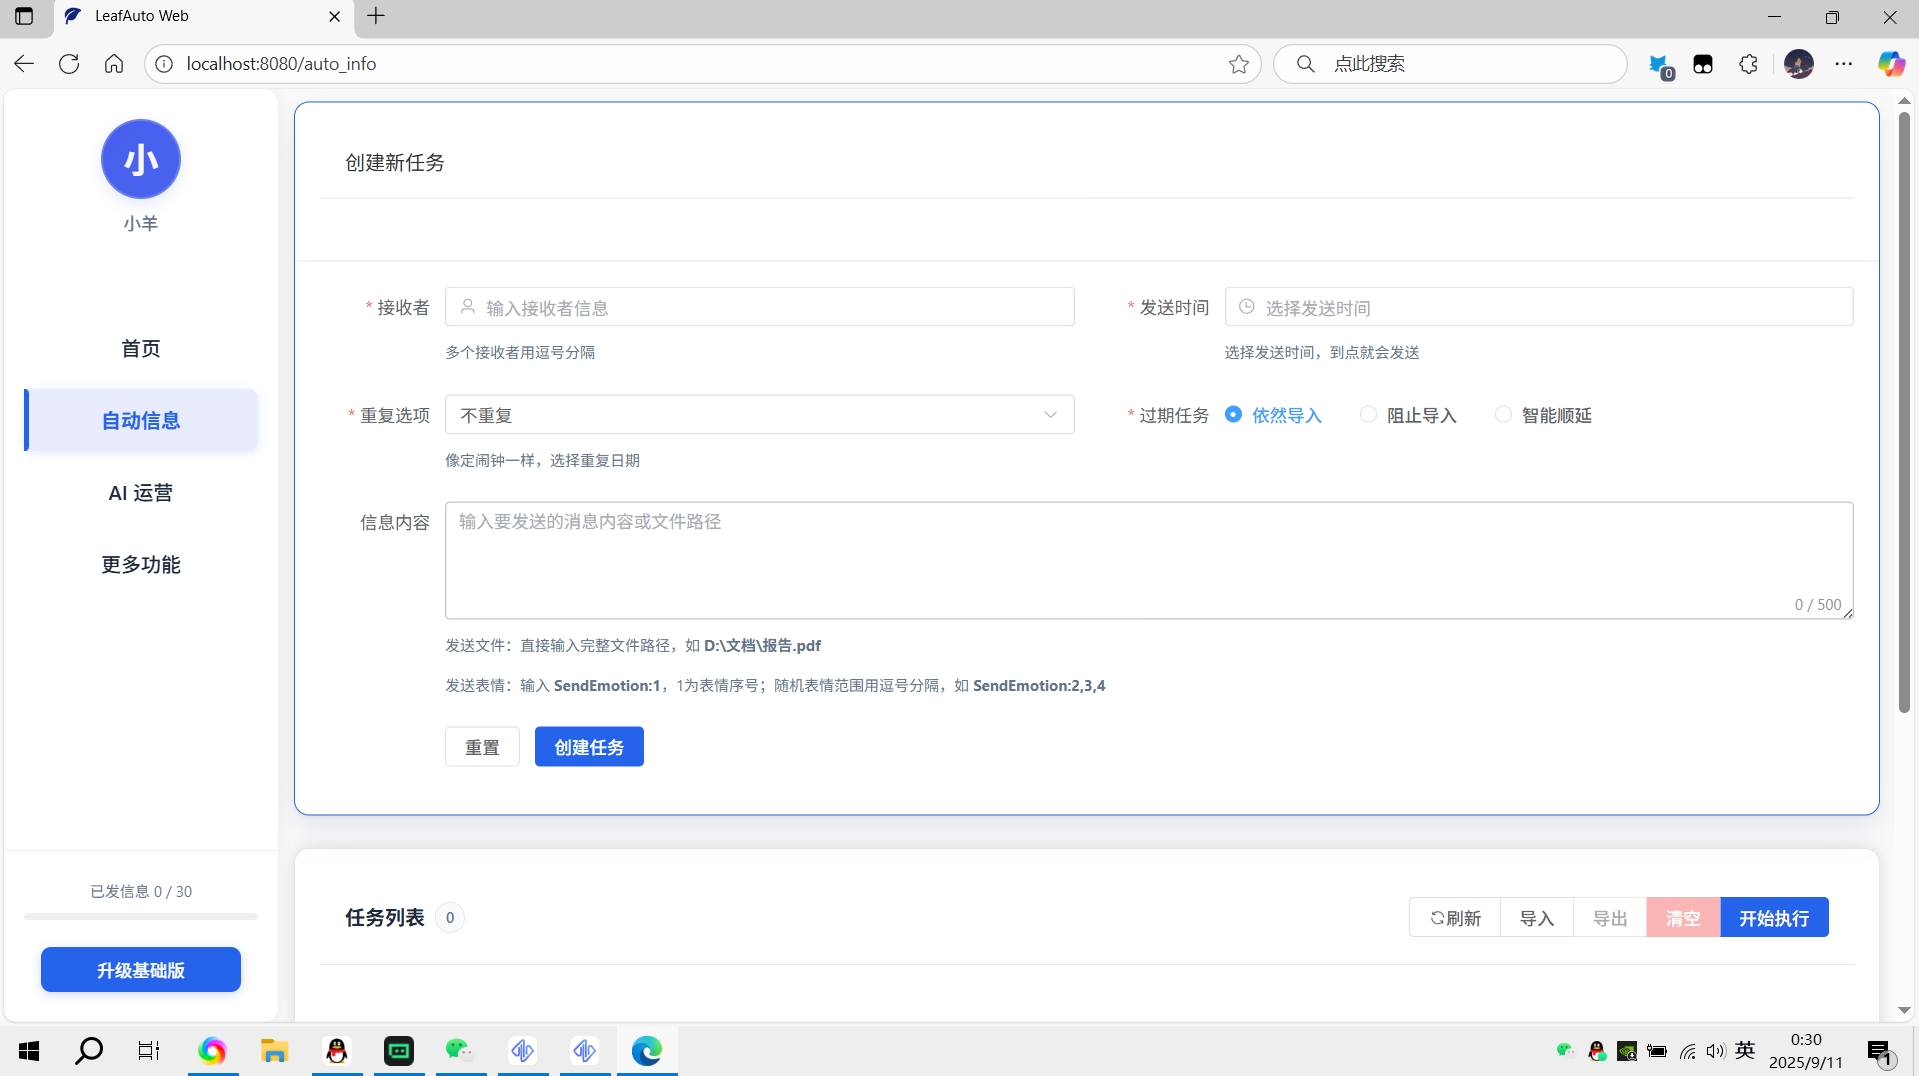 LeafAuto Web
localhost:8080/auto_info
点此搜索
0
小
小羊
首页
自动信息
AI 运营
更多功能
已发信息 0 / 30
升级基础版
创建新任务
* 接收者
输入接收者信息
多个接收者用逗号分隔
* 发送时间
选择发送时间
选择发送时间，到点就会发送
* 重复选项
不重复
像定闹钟一样，选择重复日期
* 过期任务
依然导入
阻止导入
智能顺延
信息内容
输入要发送的消息内容或文件路径
0 / 500
发送文件：直接输入完整文件路径，如 D:\文档\报告.pdf
发送表情：输入 SendEmotion:1，1为表情序号；随机表情范围用逗号分隔，如 SendEmotion:2,3,4
重置
创建任务
任务列表 0
刷新
导入
导出
清空
开始执行
英
0:30
2025/9/11
1